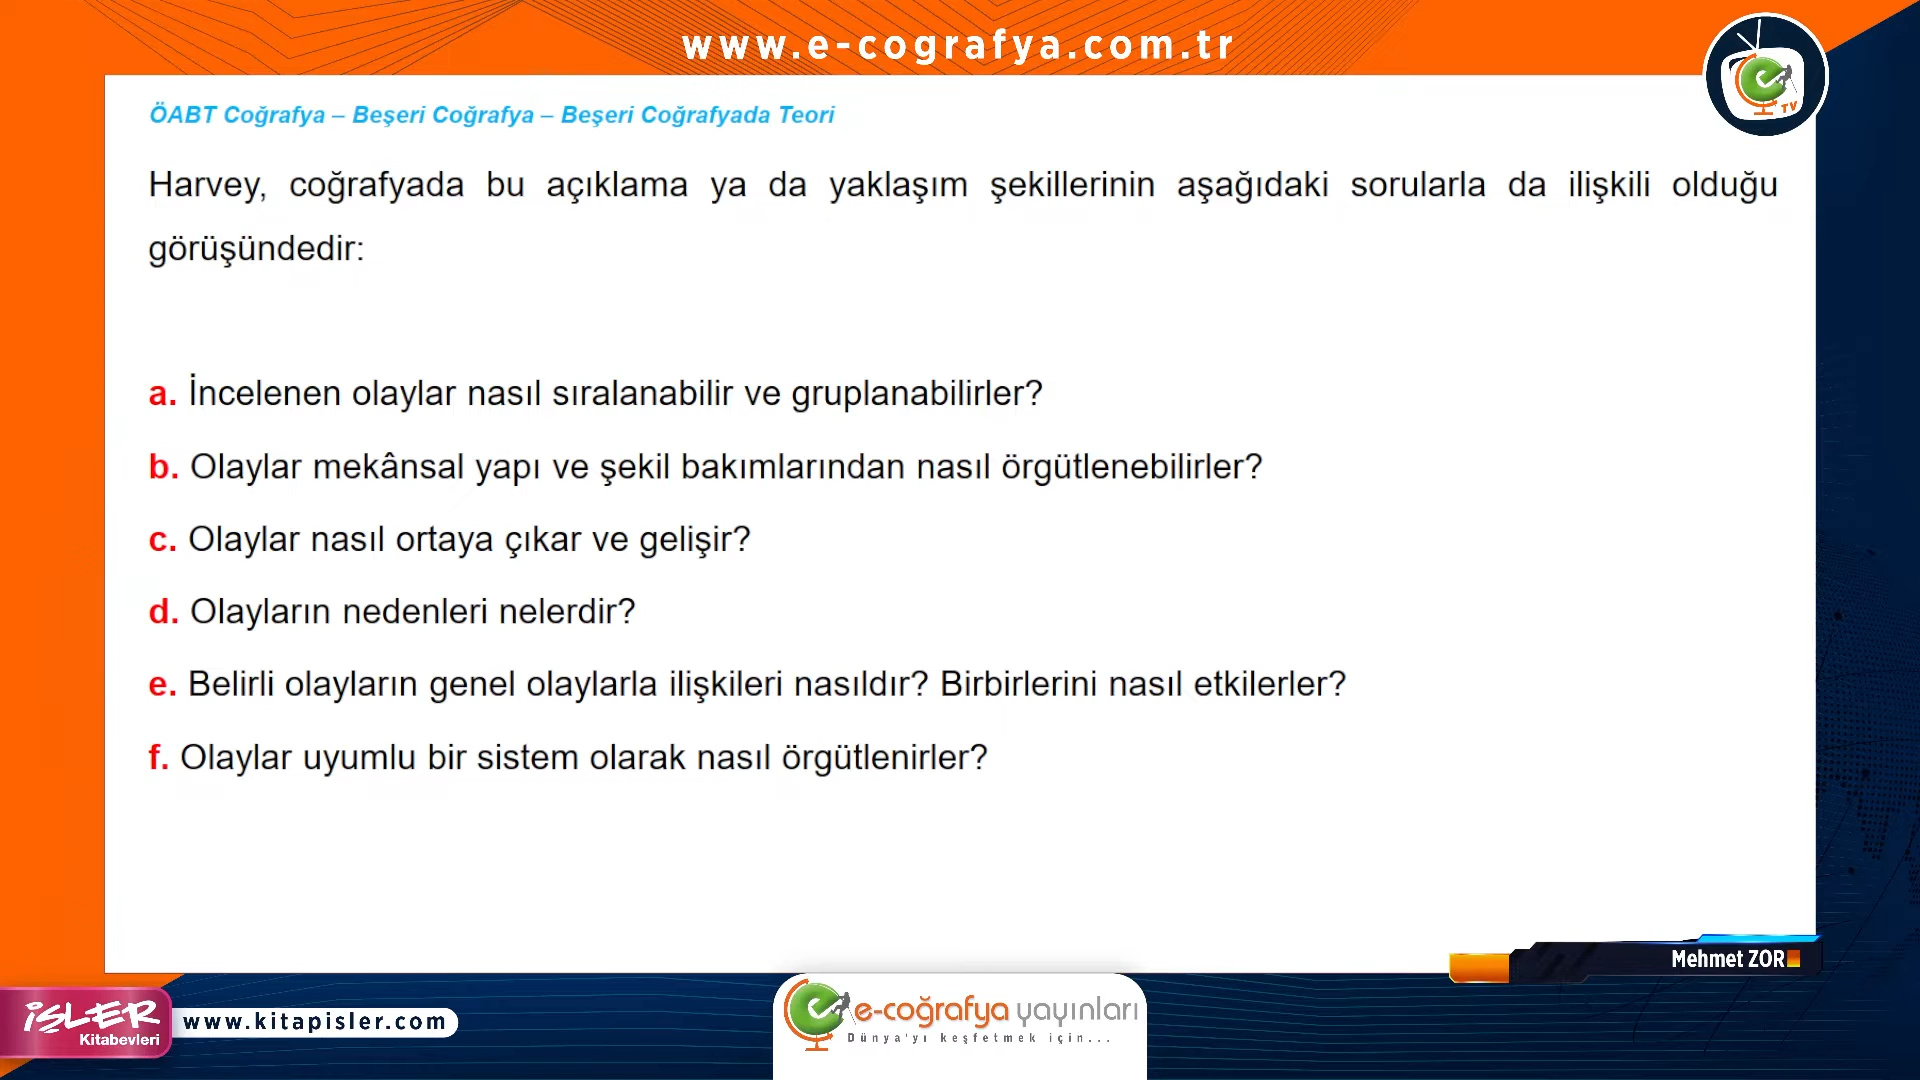 www.e-cografya.com.tr
TV
ÖABT Coğrafya – Beşeri Coğrafya – Beşeri Coğrafyada Teori
Harvey, coğrafyada bu açıklama ya da yaklaşım şekillerinin aşağıdaki sorularla da ilişkili olduğu
görüşündedir:
a. İncelenen olaylar nasıl sıralanabilir ve gruplanabilirler?
b. Olaylar mekânsal yapı ve şekil bakımlarından nasıl örgütlenebilirler?
c. Olaylar nasıl ortaya çıkar ve gelişir?
d. Olayların nedenleri nelerdir?
e. Belirli olayların genel olaylarla ilişkileri nasıldır? Birbirlerini nasıl etkilerler?
f. Olaylar uyumlu bir sistem olarak nasıl örgütlenirler?
Mehmet ZOR
İŞLER
Kitabevleri
www.kitapisler.com
e-coğrafya yayınları
Dünya'yı keşfetmek için...